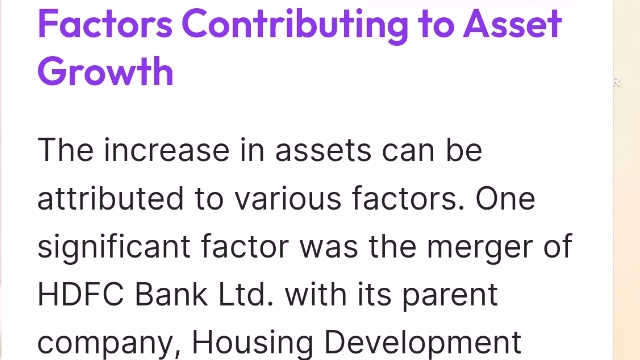 Factors Contributing to Asset
Growth
The increase in assets can be
attributed to various factors. One
significant factor was the merger of
HDFC Bank Ltd. with its parent
company, Housing Development